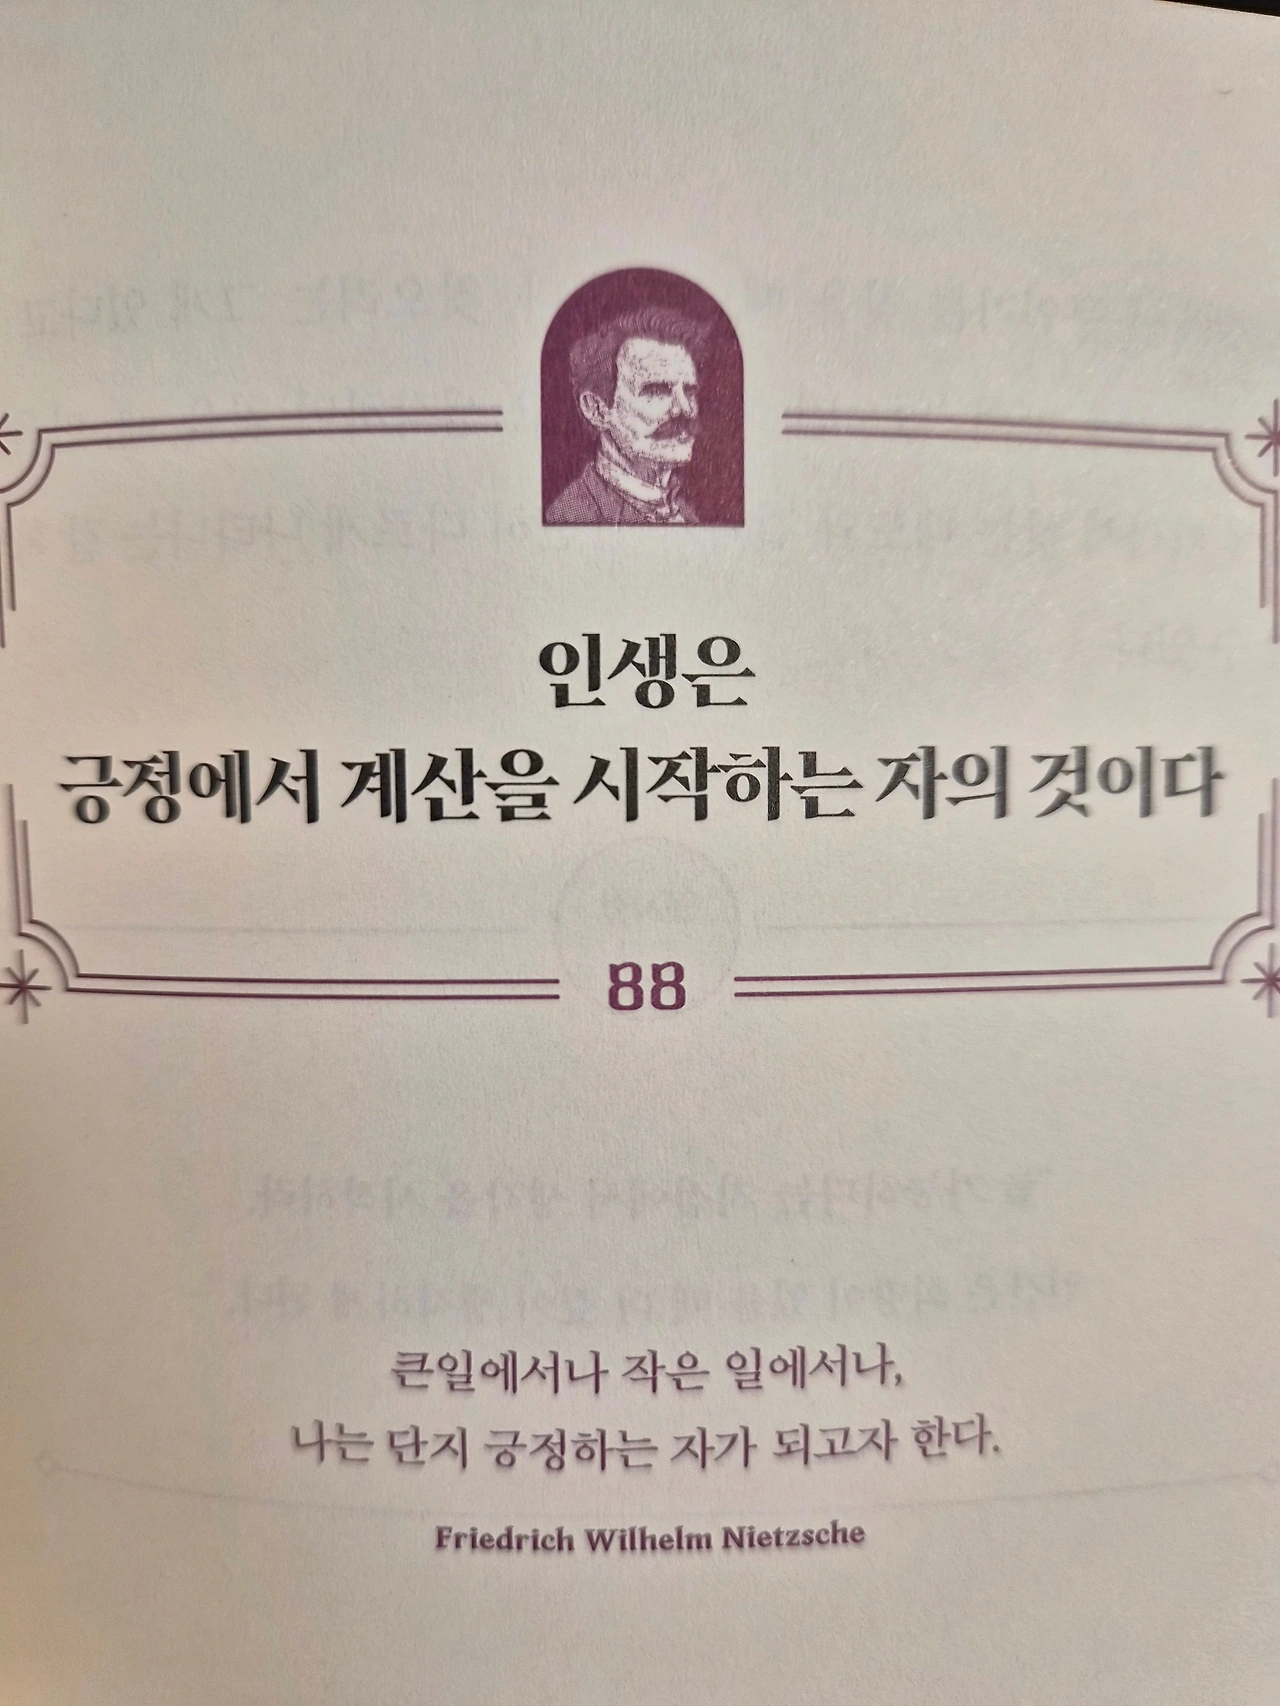 인생은
긍정에서 계산을 시작하는 자의 것이다
88
큰일에서나 작은 일에서나,
나는 단지 긍정하는 자가 되고자 한다.
Friedrich Wilhelm Nietzsche